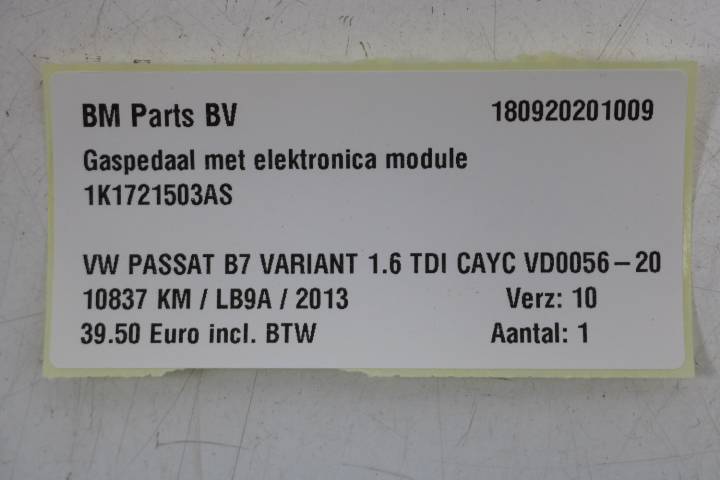 BM Parts BV 180920201009
Gaspedaal met elektronica module
1K1721503AS
VW PASSAT B7 VARIANT 1.6 TDI CAYC VD0056-20
10837 KM / LB9A / 2013 Verz: 10
39.50 Euro incl. BTW Aantal: 1